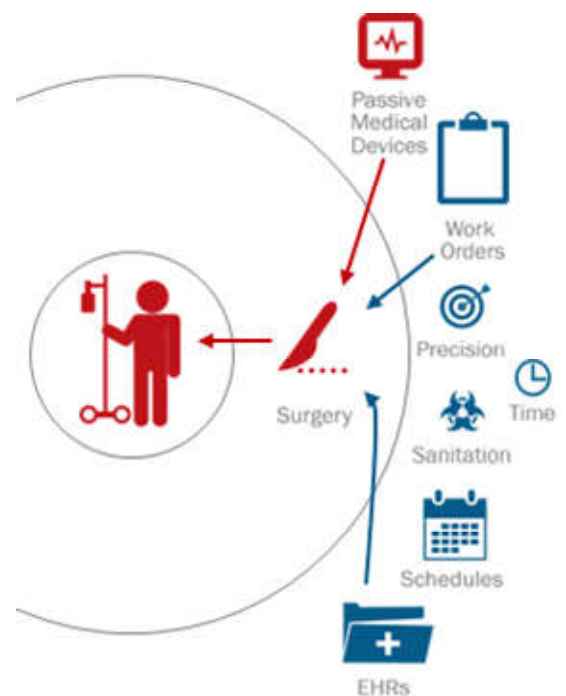 Passive
Medical
Devices
Work
Orders
Precision
Time
Surgery
Sanitation
Schedules
EHRs